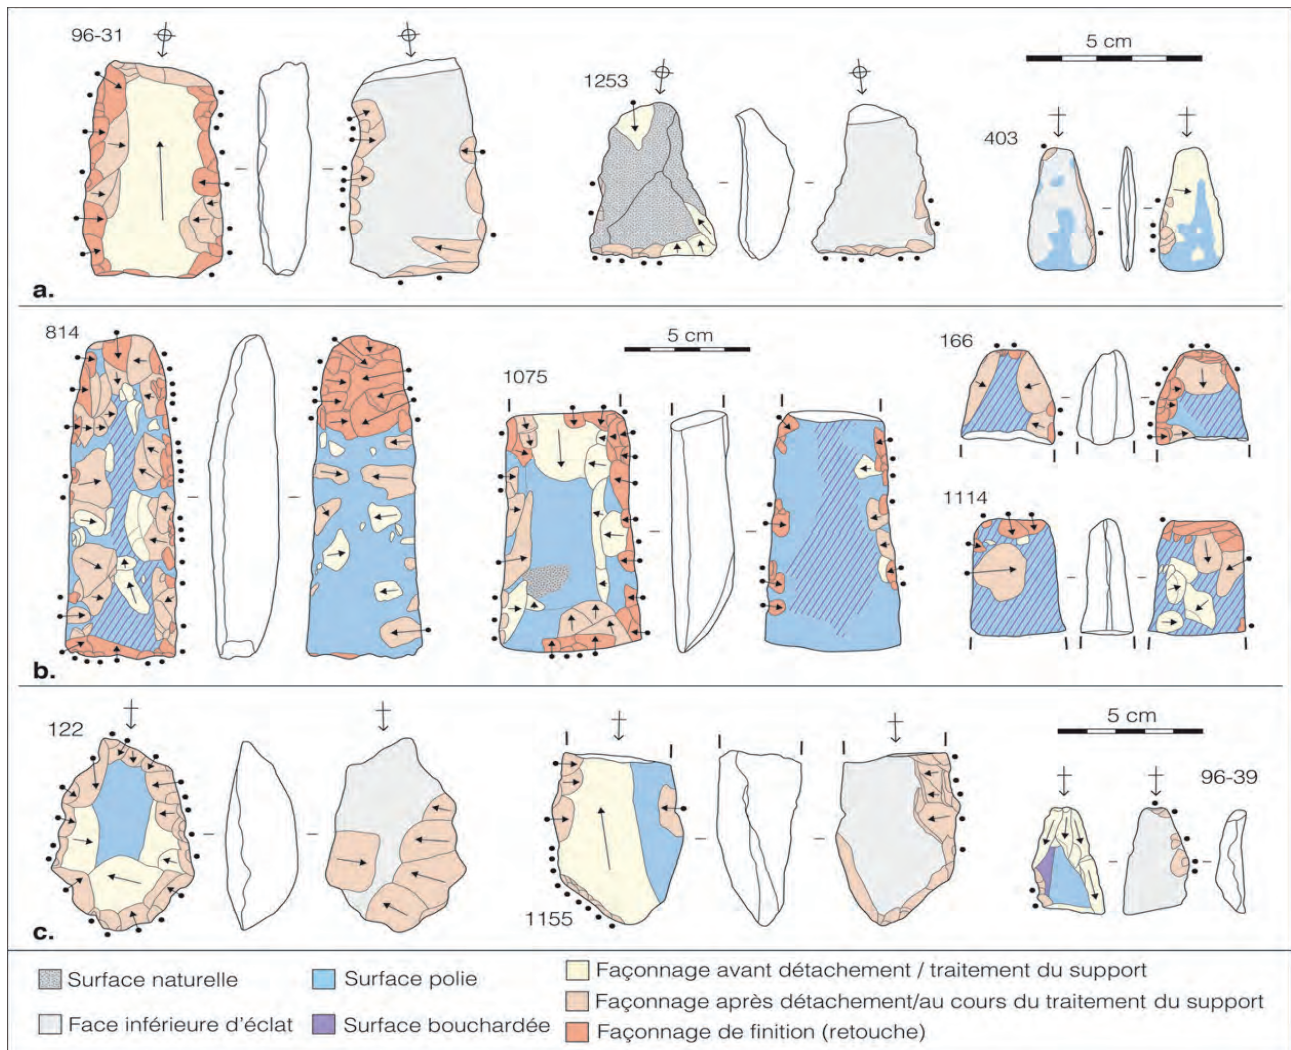 96-31
1253
5 cm
403
a.
814
5 cm
1075
166
1114
b.
122
1155
5 cm
96-39
c.
Surface naturelle
Surface polie
Façonnage avant détachement / traitement du support
Façonnage après détachement/au cours du traitement du support
Face inférieure d'éclat
Surface bouchardée
Façonnage de finition (retouche)